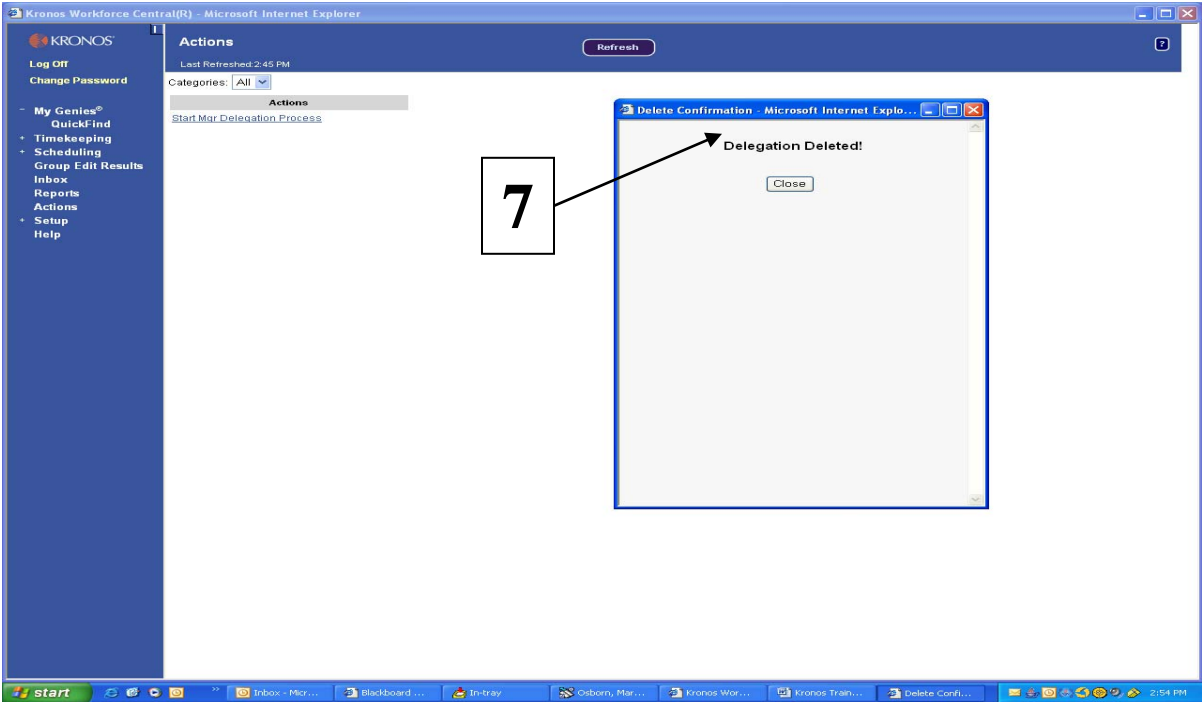 Kronos Workforce Central(R) - Microsoft Internet Explorer
KRONOS
Log Off
Change Password
- My Genies®
QuickFind
+ Timekeeping
+ Scheduling
Group Edit Results
Inbox
Reports
Actions
+ Setup
Help
Actions
Last Refreshed:2:45 PM
Refresh
?
Categories: All
Actions
Start Mgr Delegation Process
7
Delete Confirmation - Microsoft Internet Explo...
Delegation Deleted!
Close
start
Inbox - Micr...
Blackboard ...
In-tray
Osborn, Mar...
Kronos Wor...
Kronos Train...
Delete Confi...
2:54 PM